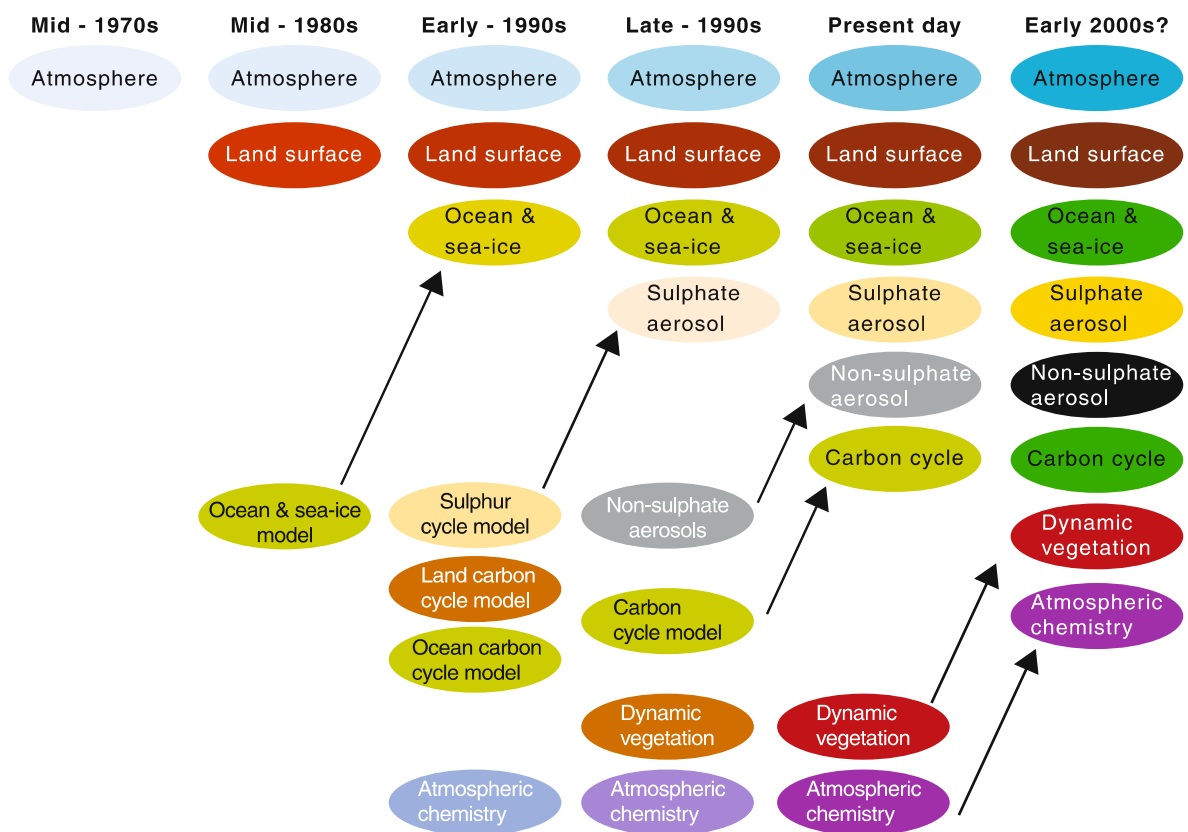 Mid - 1970s
Mid - 1980s
Early - 1990s
Late - 1990s
Present day
Early 2000s?
Atmosphere
Atmosphere
Atmosphere
Atmosphere
Atmosphere
Atmosphere
Land surface
Land surface
Land surface
Land surface
Land surface
Ocean &
sea-ice
Ocean &
sea-ice
Ocean &
sea-ice
Ocean &
sea-ice
Sulphate
aerosol
Sulphate
aerosol
Sulphate
aerosol
Non-sulphate
aerosol
Non-sulphate
aerosol
Carbon cycle
Carbon cycle
Ocean & sea-ice
model
Sulphur
cycle model
Non-sulphate
aerosols
Dynamic
vegetation
Land carbon
cycle model
Carbon
cycle model
Atmospheric
chemistry
Ocean carbon
cycle model
Dynamic
vegetation
Dynamic
vegetation
Atmospheric
chemistry
Atmospheric
chemistry
Atmospheric
chemistry